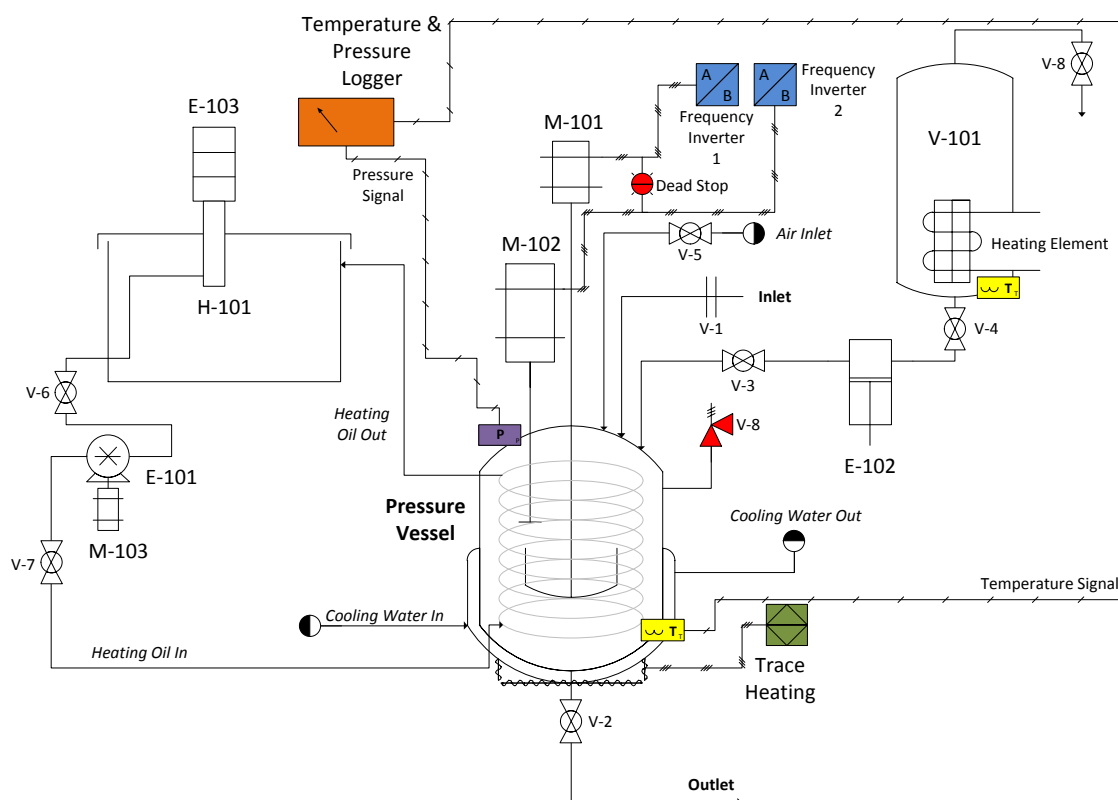 Temperature &
Pressure
Logger
E-103
M-101
A
B
A
B
Frequency
Inverter
2
Frequency
Inverter
1
V-8
V-101
Pressure
Signal
Dead Stop
M-102
V-5
Air Inlet
Heating Element
H-101
Inlet
V-1
T T
V-4
V-3
V-6
Heating
Oil Out
P P
V-8
E-101
E-102
Pressure
Vessel
Cooling Water Out
M-103
V-7
Temperature Signal
Cooling Water In
T T
Heating Oil In
Trace
Heating
V-2
Outlet